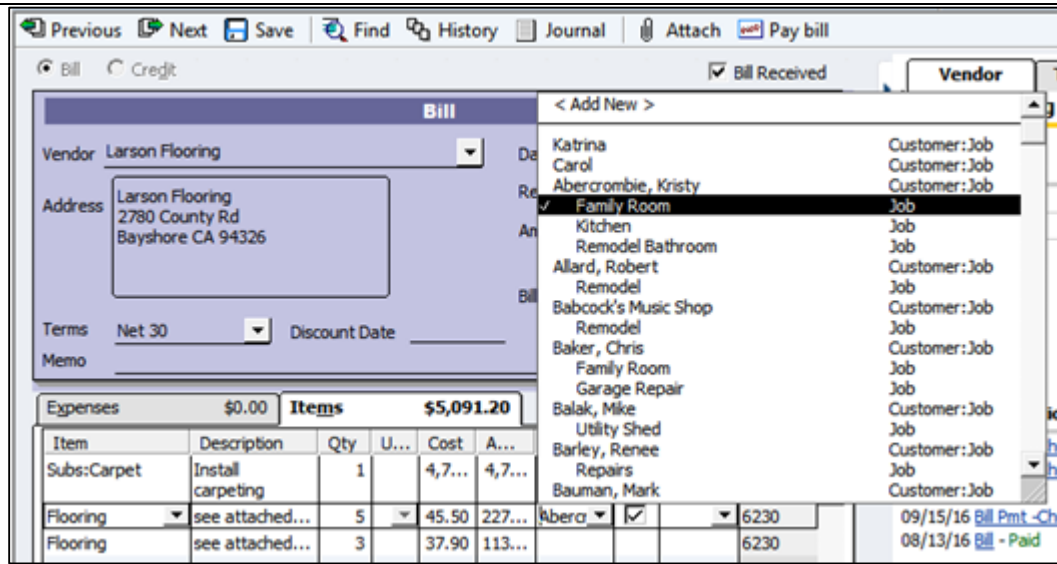 Previous Next Save Find History Journal Attach Pay bill
Bill Credit Bill Received Vendor
Bill
Vendor Larson Flooring
Address Larson Flooring
2780 County Rd
Bayshore CA 94326
Terms Net 30 Discount Date
Memo
< Add New >
Katrina Customer:Job
Carol Customer:Job
Abercrombie, Kristy Customer:Job
Family Room Job
Kitchen Job
Remodel Bathroom Job
Allard, Robert Customer:Job
Remodel Job
Babcock's Music Shop Customer:Job
Remodel Job
Baker, Chris Customer:Job
Family Room Job
Garage Repair Job
Balak, Mike Customer:Job
Utility Shed Job
Barley, Renee Customer:Job
Repairs Job
Bauman, Mark Customer:Job
Expenses $0.00 Items $5,091.20
Item Description Qty U... Cost A...
Subs:Carpet Install 1 4,7... 4,7...
carpeting
Flooring see attached... 5 45.50 227... Aberc 6230
Flooring see attached... 3 37.90 113... 6230
09/15/16 Bill Pmt -Ch
08/13/16 Bill - Paid